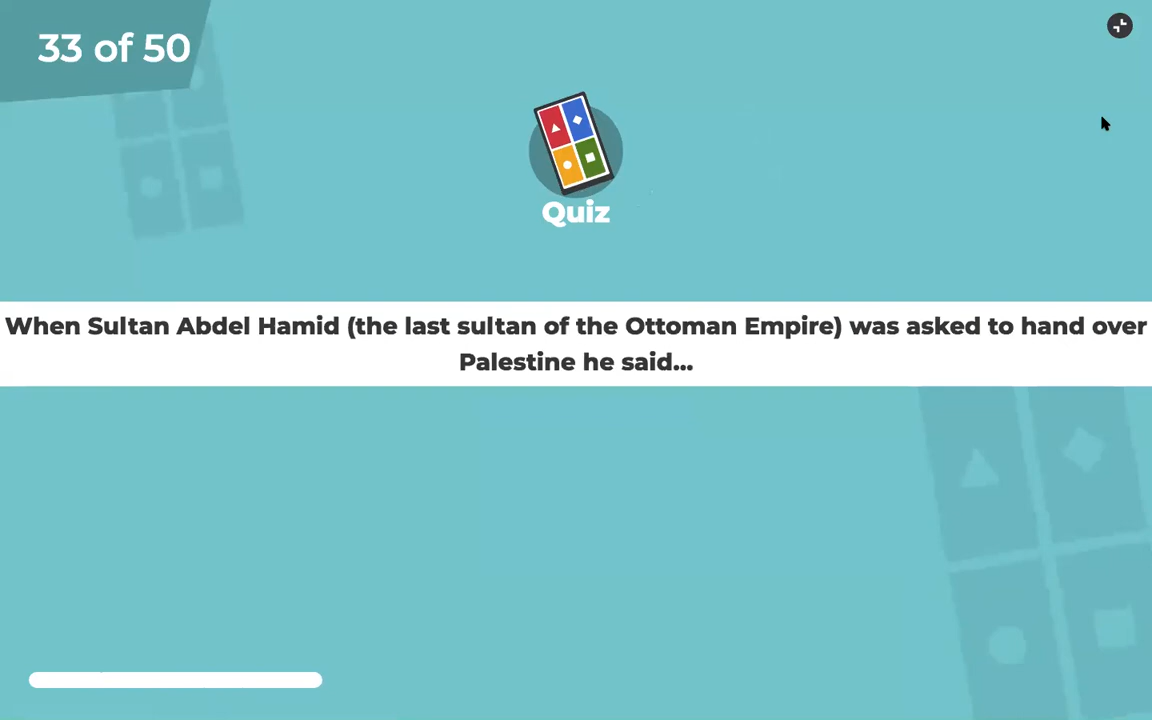 33 of 50
Quiz
When Sultan Abdel Hamid (the last sultan of the Ottoman Empire) was asked to hand over
Palestine he said...